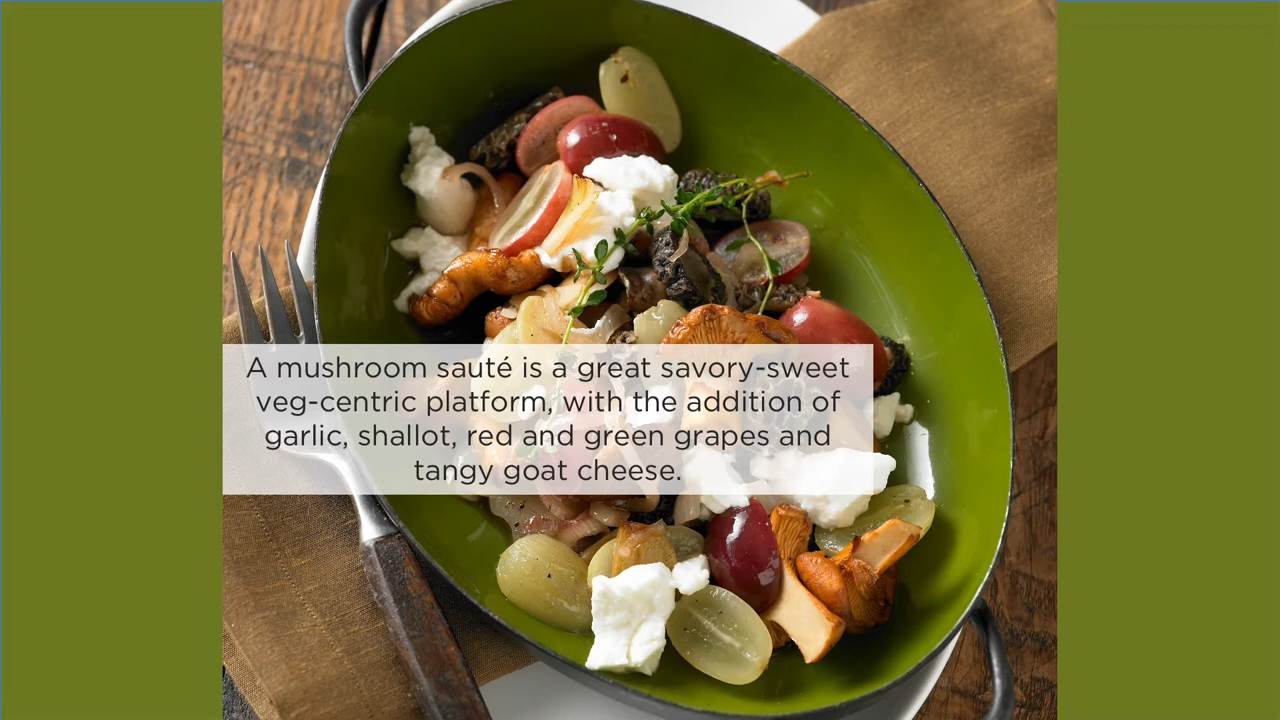 A mushroom sauté is a great savory-sweet
veg-centric platform, with the addition of
garlic, shallot, red and green grapes and
tangy goat cheese.